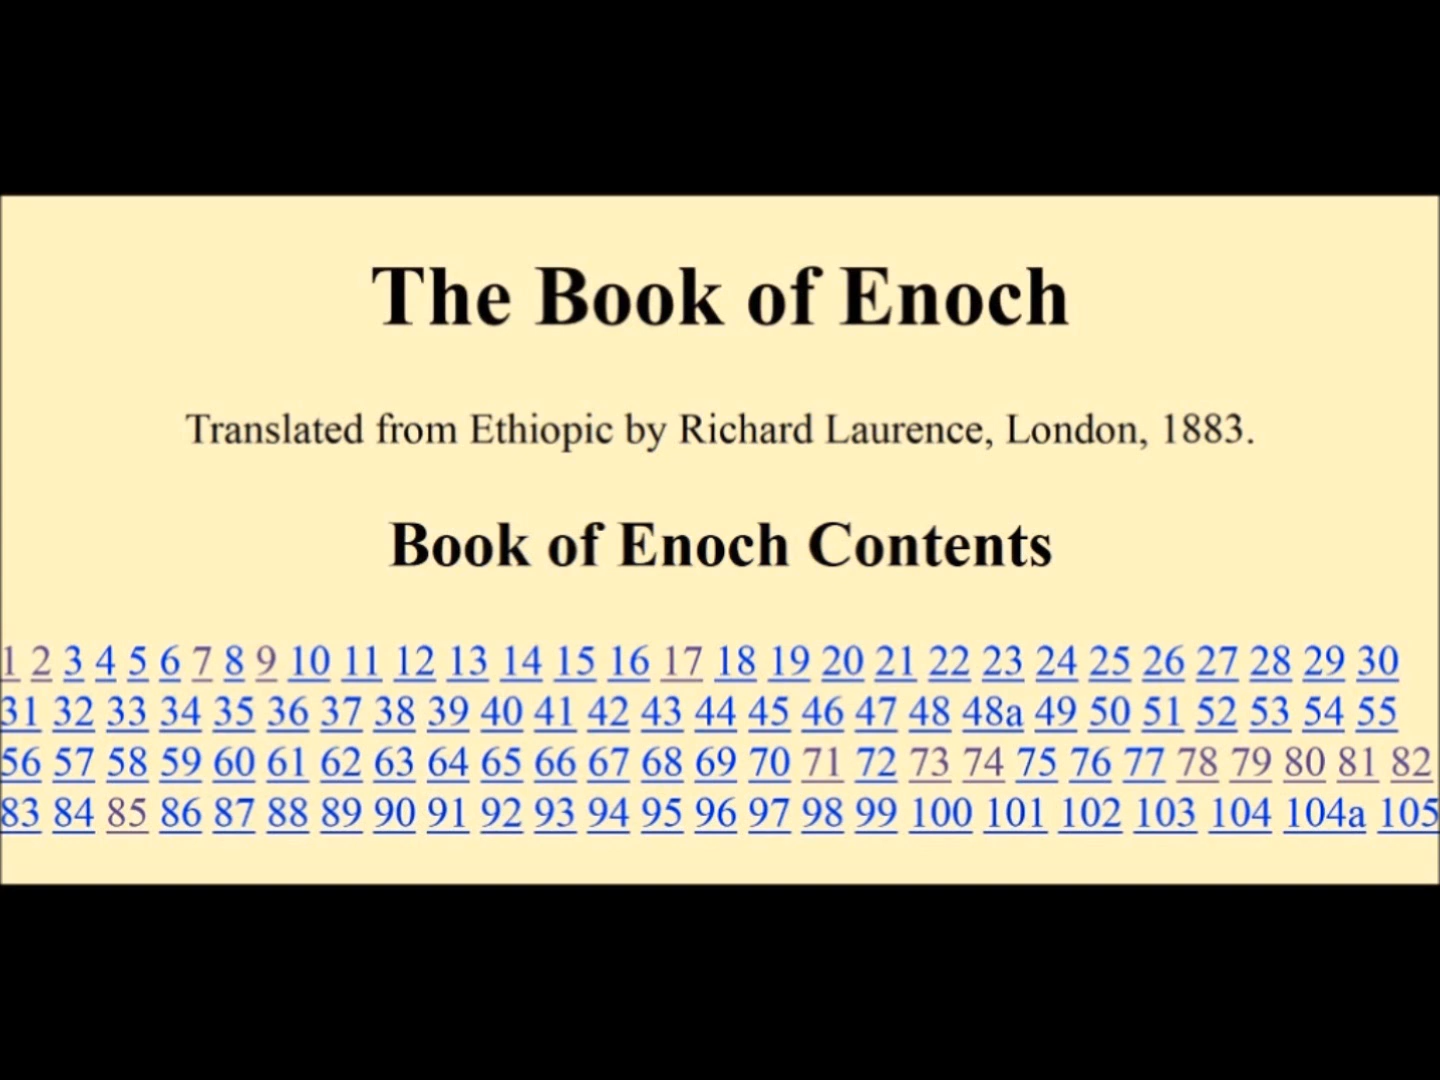 The Book of Enoch
Translated from Ethiopic by Richard Laurence, London, 1883.
Book of Enoch Contents
1 2 3 4 5 6 7 8 9 10 11 12 13 14 15 16 17 18 19 20 21 22 23 24 25 26 27 28 29 30
31 32 33 34 35 36 37 38 39 40 41 42 43 44 45 46 47 48 48a 49 50 51 52 53 54 55
56 57 58 59 60 61 62 63 64 65 66 67 68 69 70 71 72 73 74 75 76 77 78 79 80 81 82
83 84 85 86 87 88 89 90 91 92 93 94 95 96 97 98 99 100 101 102 103 104 104a 105